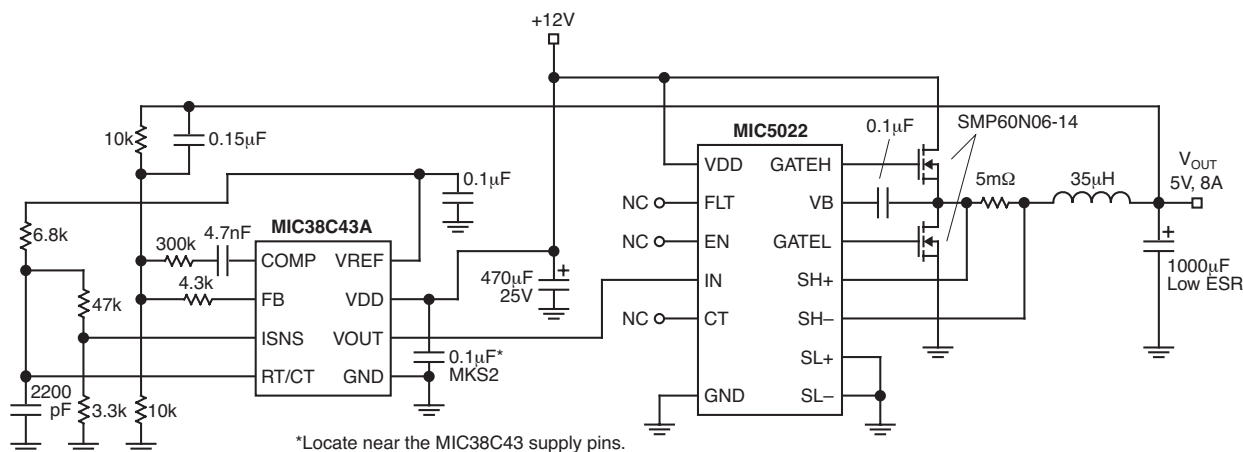 +12V
10k
0.15µF
MIC5022
0.1µF
SMP60N06-14
VDD
GATEH
VOUT
5V, 8A
5mΩ
35µH
0.1µF
NC
FLT
VB
6.8k
MIC38C43A
NC
EN
GATEL
300k
4.7nF
COMP
VREF
1000µF
Low ESR
470µF
25V
IN
SH+
4.3k
FB
VDD
47k
NC
CT
SH–
ISNS
VOUT
0.1µF*
MKS2
SL+
RT/CT
GND
2200
pF
3.3k
10k
GND
SL–
*Locate near the MIC38C43 supply pins.